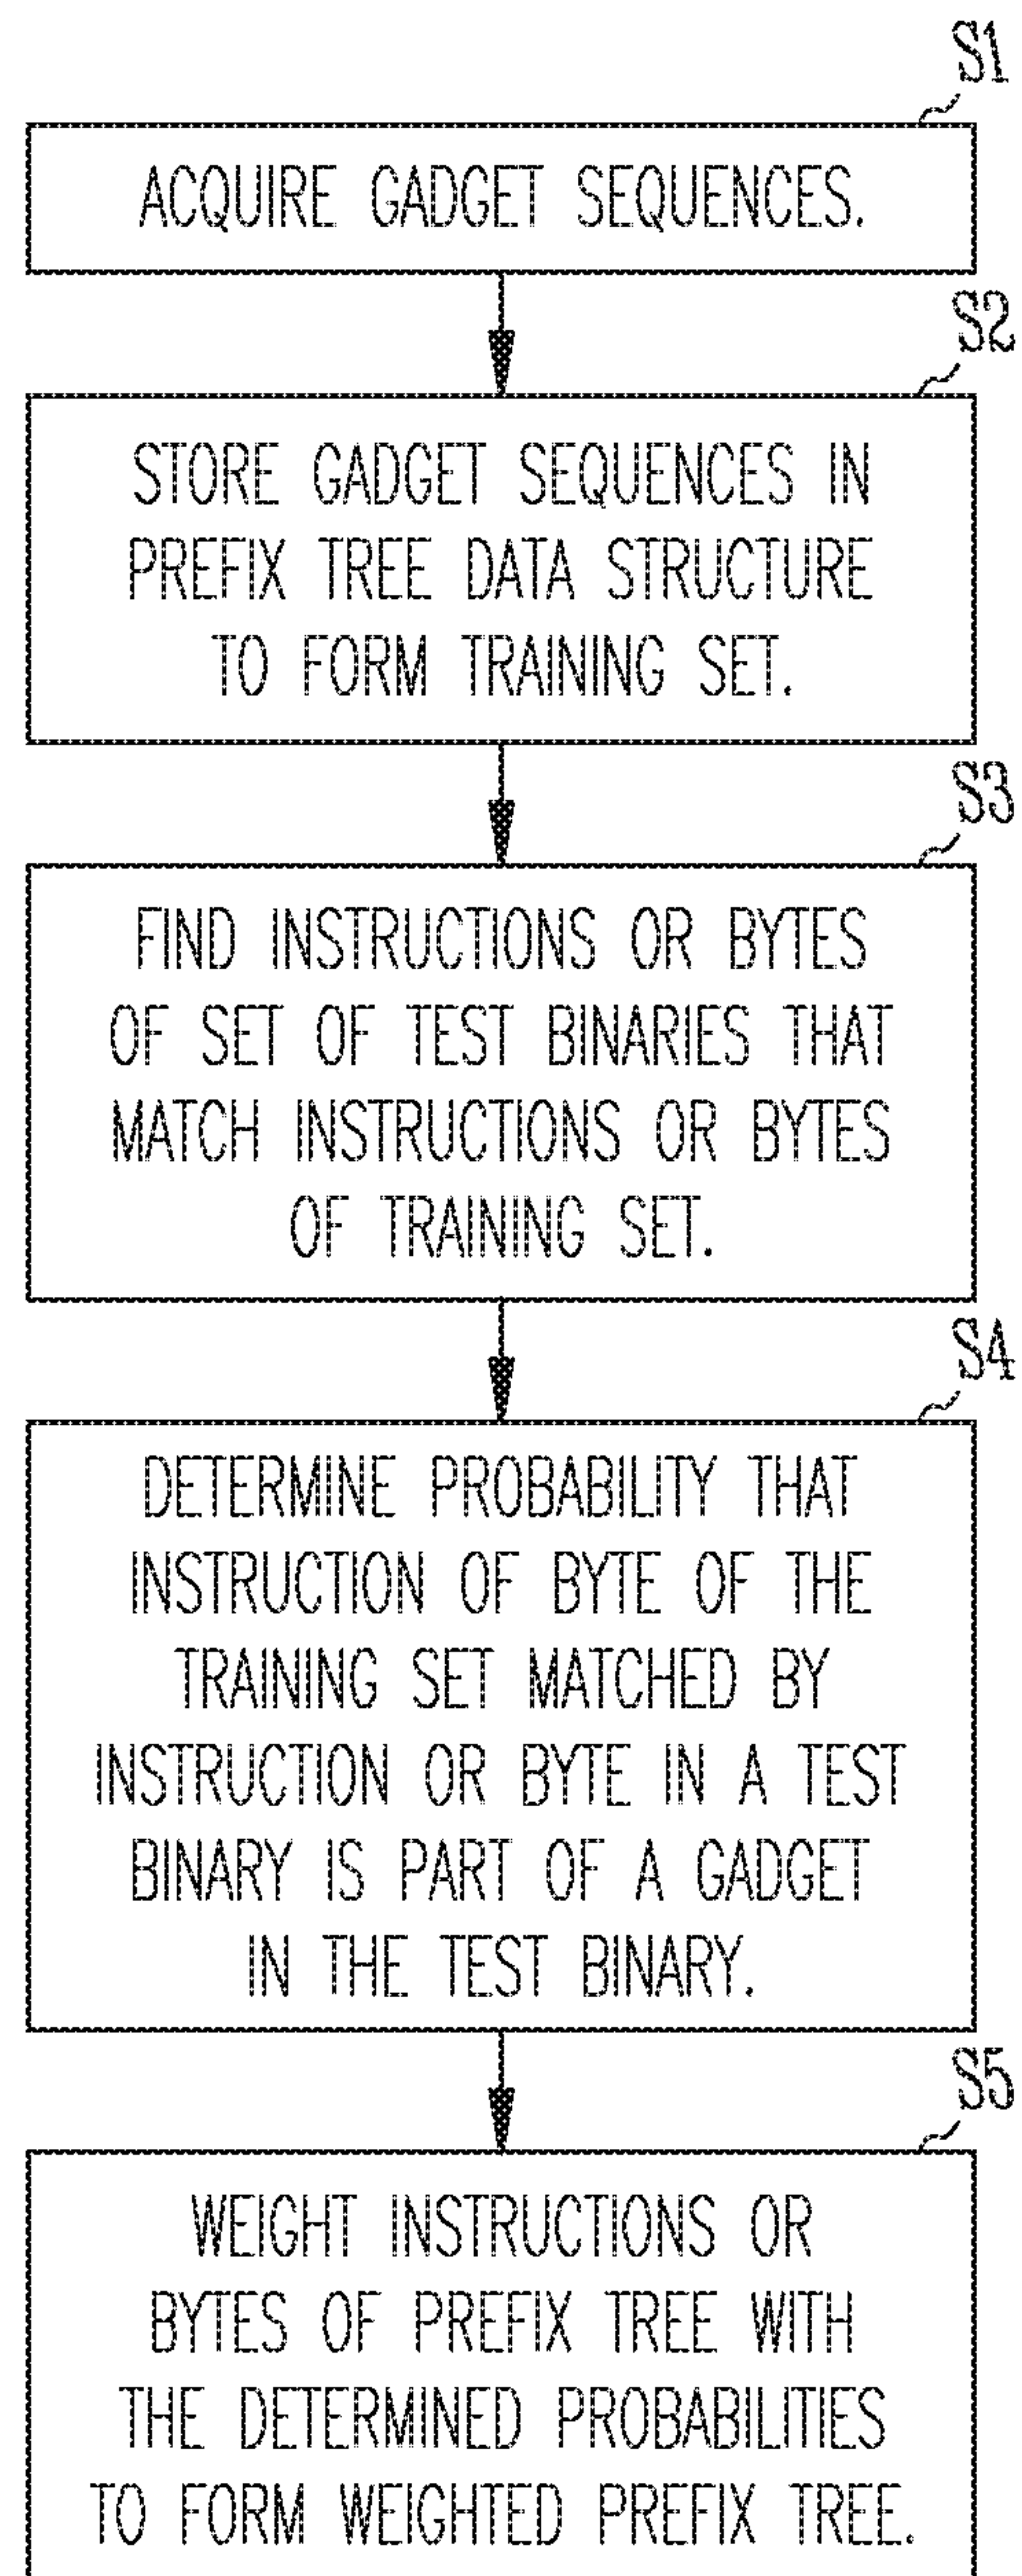 S1
ACQUIRE GADGET SEQUENCES.
S2
STORE GADGET SEQUENCES IN
PREFIX TREE DATA STRUCTURE
TO FORM TRAINING SET.
S3
FIND INSTRUCTIONS OR BYTES
OF SET OF TEST BINARIES THAT
MATCH INSTRUCTIONS OR BYTES
OF TRAINING SET.
S4
DETERMINE PROBABILITY THAT
INSTRUCTION OF BYTE OF THE
TRAINING SET MATCHED BY
INSTRUCTION OR BYTE IN A TEST
BINARY IS PART OF A GADGET
IN THE TEST BINARY.
S5
WEIGHT INSTRUCTIONS OR
BYTES OF PREFIX TREE WITH
THE DETERMINED PROBABILITIES
TO FORM WEIGHTED PREFIX TREE.